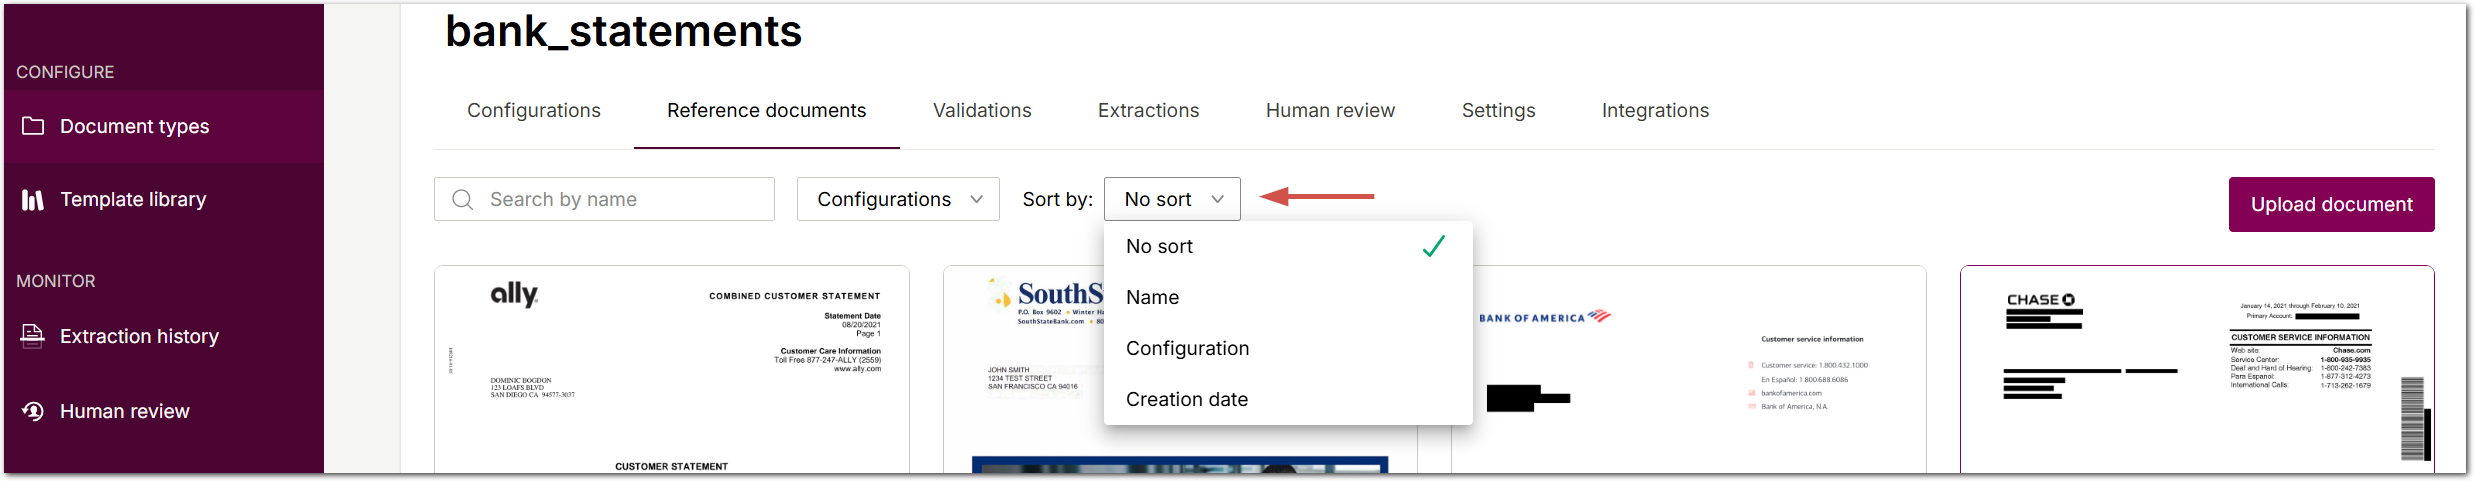 bank_statements
CONFIGURE
Document types
Template library
MONITOR
Extraction history
Human review
Configurations
Reference documents
Validations
Extractions
Human review
Settings
Integrations
Search by name
Configurations
Sort by:
No sort
Upload document
No sort
Name
Configuration
Creation date
ally
COMBINED CUSTOMER STATEMENT
Statement Date
08/20/2021
Page 1
Customer Care Information
Toll Free 877-247-ALLY (2559)
www.ally.com
DOMINIC BOGDON
123 LOAFS BLVD
SAN DIEGO CA 94577-3037
CUSTOMER STATEMENT
SouthS
P.O. Box 9602 • Winter Ha
SouthStateBank.com • 80
JOHN SMITH
1234 TEST STREET
SAN FRANCISCO CA 94016
BANK OF AMERICA
Customer service information
Customer service: 1.800.432.1000
En Español: 1.800.688.6086
bankofamerica.com
Bank of America, N.A.
CHASE
January 14, 2021 through February 10, 2021
Primary Account:
CUSTOMER SERVICE INFORMATION
Web site: Chase.com
Service Center: 1-800-935-9935
Deaf and Hard of Hearing: 1-800-242-7383
Para Espanol: 1-877-312-4273
International Calls: 1-713-262-1679